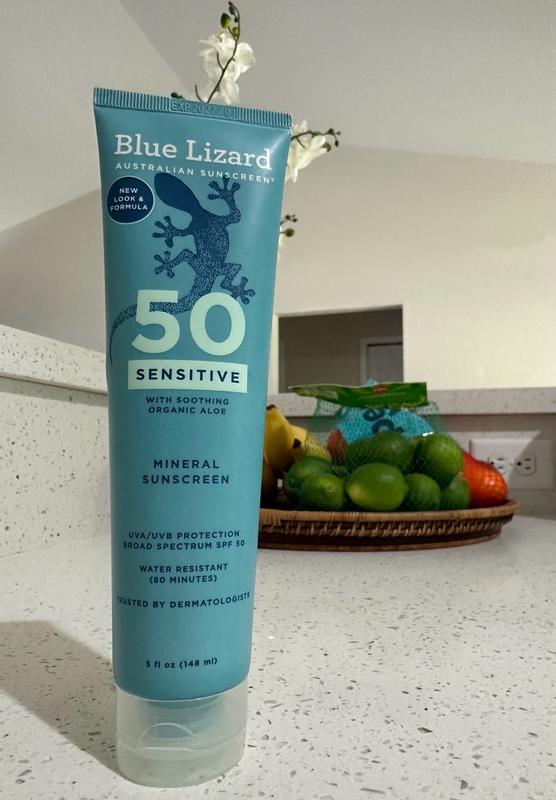 Blue Lizard
AUSTRALIAN SUNSCREEN®
NEW
LOOK &
FORMULA
50
SENSITIVE
WITH SOOTHING
ORGANIC ALOE
MINERAL
SUNSCREEN
UVA/UVB PROTECTION
BROAD SPECTRUM SPF 50
WATER RESISTANT
(80 MINUTES)
TRUSTED BY DERMATOLOGISTS
5 fl oz (148 ml)